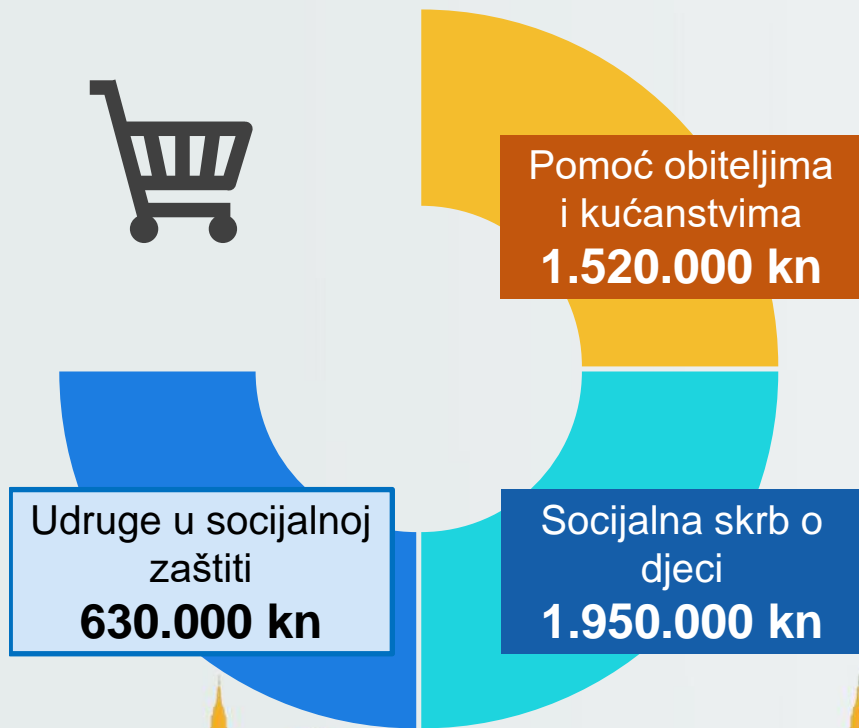 Pomoć obiteljima
i kućanstvima
1.520.000 kn
Udruge u socijalnoj
zaštiti
630.000 kn
Socijalna skrb o
djeci
1.950.000 kn